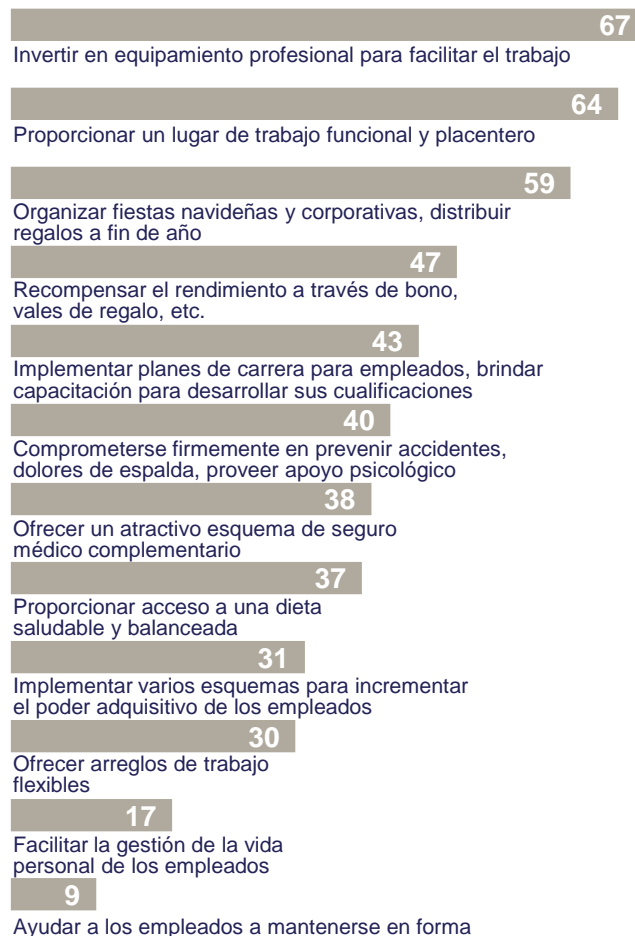 67
Invertir en equipamiento profesional para facilitar el trabajo
64
Proporcionar un lugar de trabajo funcional y placentero
59
Organizar fiestas navideñas y corporativas, distribuir
regalos a fin de año
47
Recompensar el rendimiento a través de bono,
vales de regalo, etc.
43
Implementar planes de carrera para empleados, brindar
capacitación para desarrollar sus cualificaciones
40
Comprometerse firmemente en prevenir accidentes,
dolores de espalda, proveer apoyo psicológico
38
Ofrecer un atractivo esquema de seguro
médico complementario
37
Proporcionar acceso a una dieta
saludable y balanceada
31
Implementar varios esquemas para incrementar
el poder adquisitivo de los empleados
30
Ofrecer arreglos de trabajo
flexibles
17
Facilitar la gestión de la vida
personal de los empleados
9
Ayudar a los empleados a mantenerse en forma